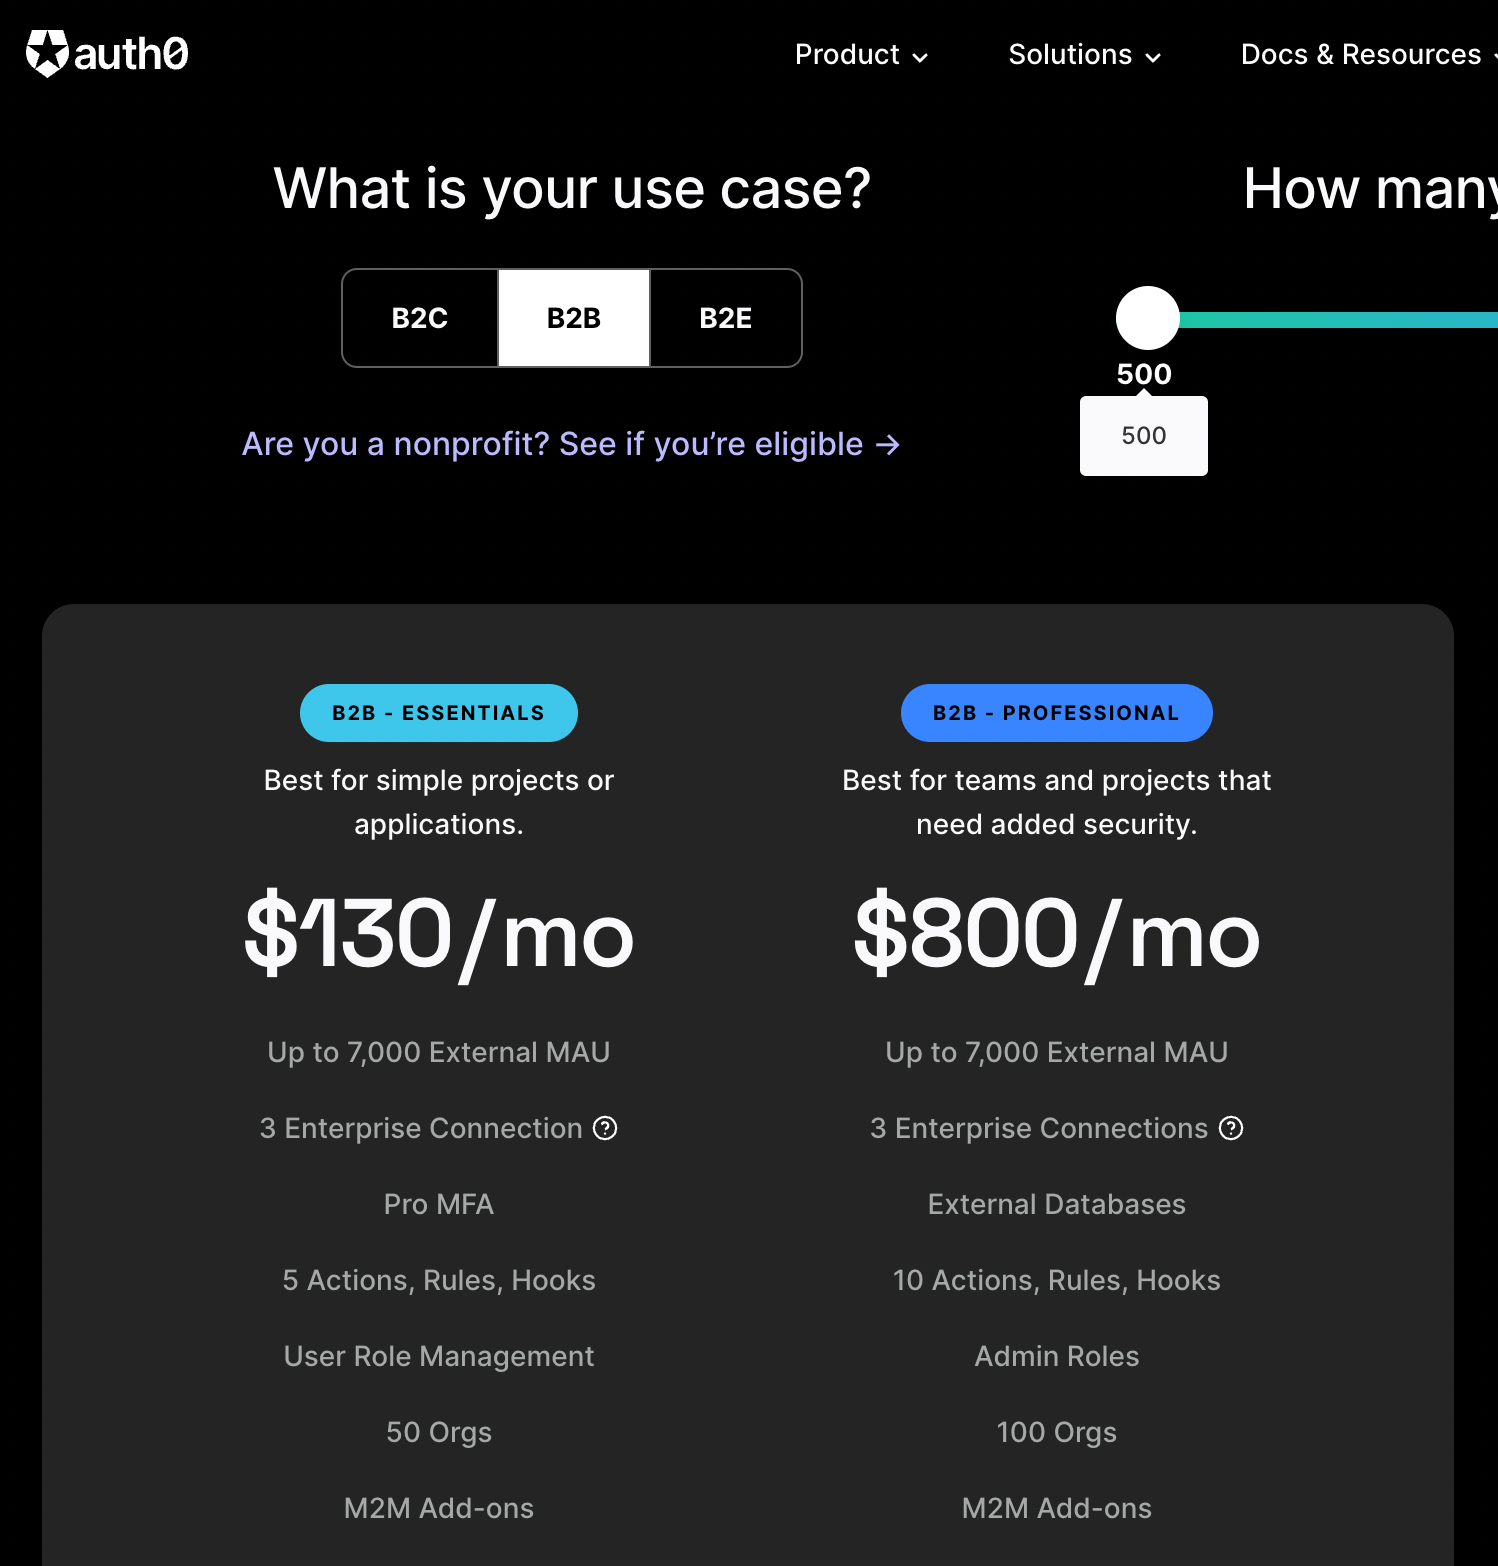 auth0
Product
Solutions
Docs & Resources
What is your use case?
How many
B2C
B2B
B2E
500
500
Are you a nonprofit? See if you’re eligible →
B2B - ESSENTIALS
Best for simple projects or
applications.
$130/mo
Up to 7,000 External MAU
3 Enterprise Connection
Pro MFA
5 Actions, Rules, Hooks
User Role Management
50 Orgs
M2M Add-ons
B2B - PROFESSIONAL
Best for teams and projects that
need added security.
$800/mo
Up to 7,000 External MAU
3 Enterprise Connections
External Databases
10 Actions, Rules, Hooks
Admin Roles
100 Orgs
M2M Add-ons